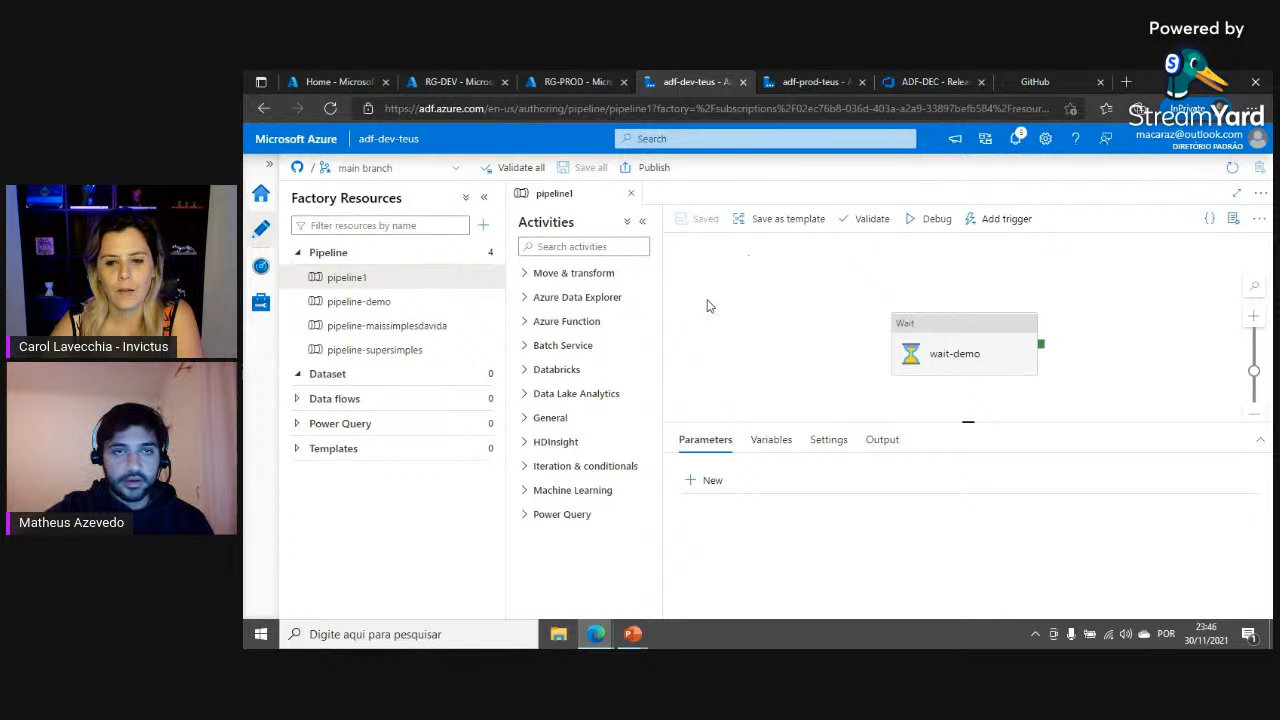 Powered by
StreamYard
Home - Microsof
RG-DEV - Micros
RG-PROD - Micr
adf-dev-teus - A
adf-prod-teus - A
ADF-DEC - Relea
GitHub
https://adf.azure.com/en-us/authoring/pipeline/pipeline1?factory=%2Fsubscriptions%2F02ec76b8-036d-403a-a2a9-33897befb584%2Fresour...
InPrivate
Microsoft Azure
adf-dev-teus
Search
5
macaraz@outlook.com
DIRETÓRIO PADRÃO
/ main branch
Validate all
Save all
Publish
Factory Resources
Filter resources by name
Pipeline 4
pipeline1
pipeline-demo
pipeline-maissimplesdavida
pipeline-supersimples
Dataset 0
Data flows 0
Power Query 0
Templates 0
pipeline1
Activities
Search activities
Move & transform
Azure Data Explorer
Azure Function
Batch Service
Databricks
Data Lake Analytics
General
HDInsight
Iteration & conditionals
Machine Learning
Power Query
Saved
Save as template
Validate
Debug
Add trigger
{}
Wait
wait-demo
Parameters
Variables
Settings
Output
New
Carol Lavecchia - Invictus
Matheus Azevedo
Digite aqui para pesquisar
POR
23:46
30/11/2021